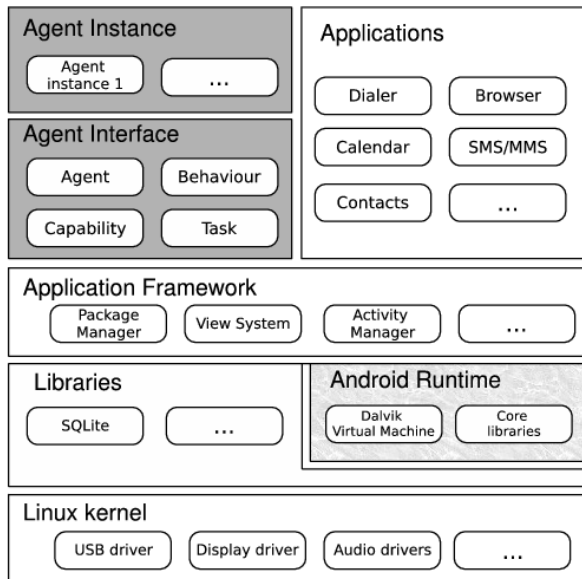 Agent Instance
Agent
instance 1
...
Agent Interface
Agent
Behaviour
Capability
Task
Applications
Dialer
Browser
Calendar
SMS/MMS
Contacts
...
Application Framework
Package
Manager
View System
Activity
Manager
...
Libraries
SQLite
...
Android Runtime
Dalvik
Virtual Machine
Core
libraries
Linux kernel
USB driver
Display driver
Audio drivers
...